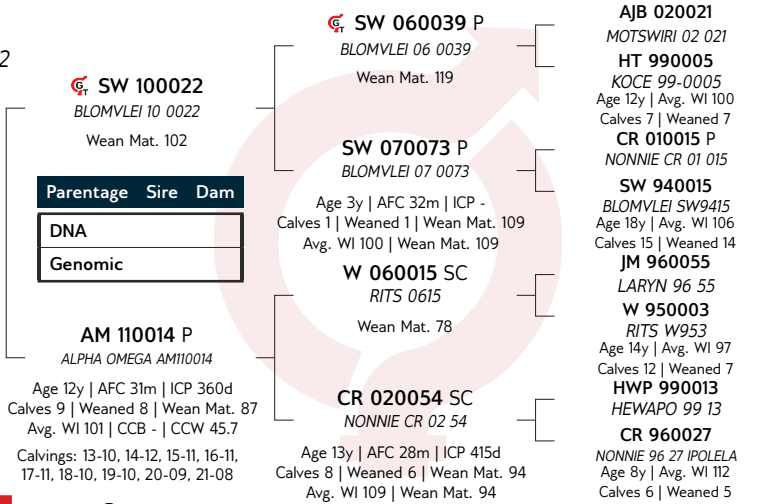 2
SW 100022
BLOMVLEI 10 0022
Wean Mat. 102
Parentage Sire Dam
DNA
Genomic
AM 110014 P
ALPHA OMEGA AM110014
Age 12y | AFC 31m | ICP 360d
Calves 9 | Weaned 8 | Wean Mat. 87
Avg. WI 101 | CCB - | CCW 45.7
Calvings: 13-10, 14-12, 15-11, 16-11,
17-11, 18-10, 19-10, 20-09, 21-08
SW 060039 P
BLOMVLEI 06 0039
Wean Mat. 119
SW 070073 P
BLOMVLEI 07 0073
Age 3y | AFC 32m | ICP -
Calves 1 | Weaned 1 | Wean Mat. 109
Avg. WI 100 | Wean Mat. 109
W 060015 SC
RITS 0615
Wean Mat. 78
CR 020054 SC
NONNIE CR 02 54
Age 13y | AFC 28m | ICP 415d
Calves 8 | Weaned 6 | Wean Mat. 94
Avg. WI 109 | Wean Mat. 94
AJB 020021
MOTSWIRI 02 021
HT 990005
KOCE 99-0005
Age 12y | Avg. WI 100
Calves 7 | Weaned 7
CR 010015 P
NONNIE CR 01 015
SW 940015
BLOMVLEI SW9415
Age 18y | Avg. WI 106
Calves 15 | Weaned 14
JM 960055
LARYN 96 55
W 950003
RITS W953
Age 14y | Avg. WI 97
Calves 12 | Weaned 7
HWP 990013
HEWAPO 99 13
CR 960027
NONNIE 96 27 IPOLELA
Age 8y | Avg. WI 112
Calves 6 | Weaned 5